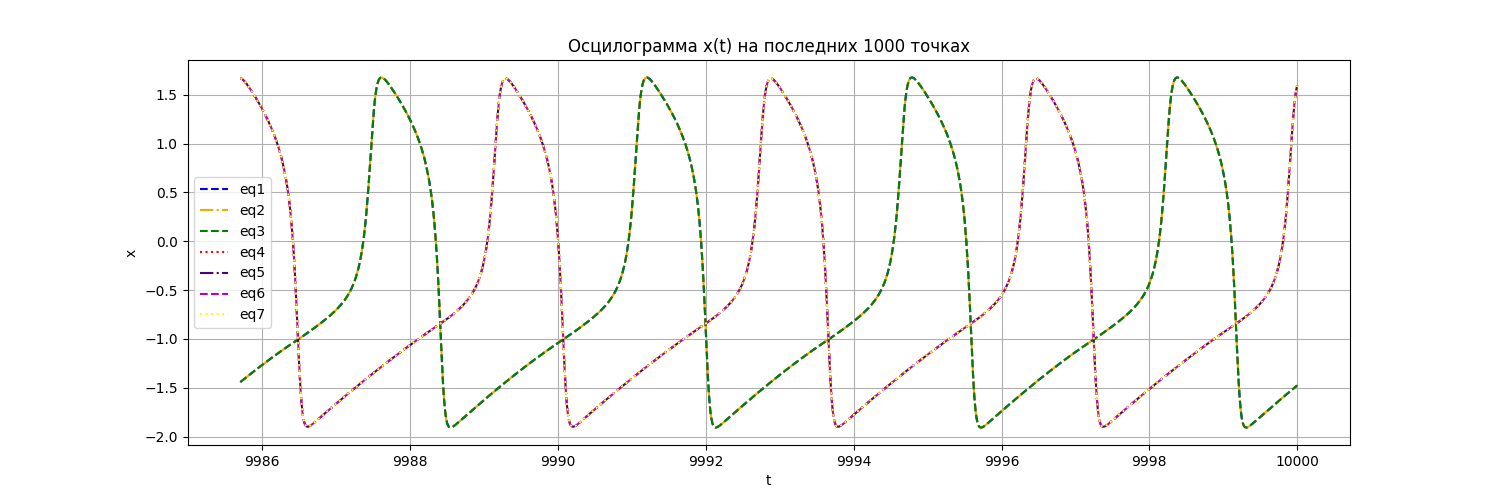 Осцилограмма x(t) на последних 1000 точках
x
1.5
1.0
0.5
0.0
−0.5
−1.0
−1.5
−2.0
eq1
eq2
eq3
eq4
eq5
eq6
eq7
9986 9988 9990 9992 9994 9996 9998 10000
t